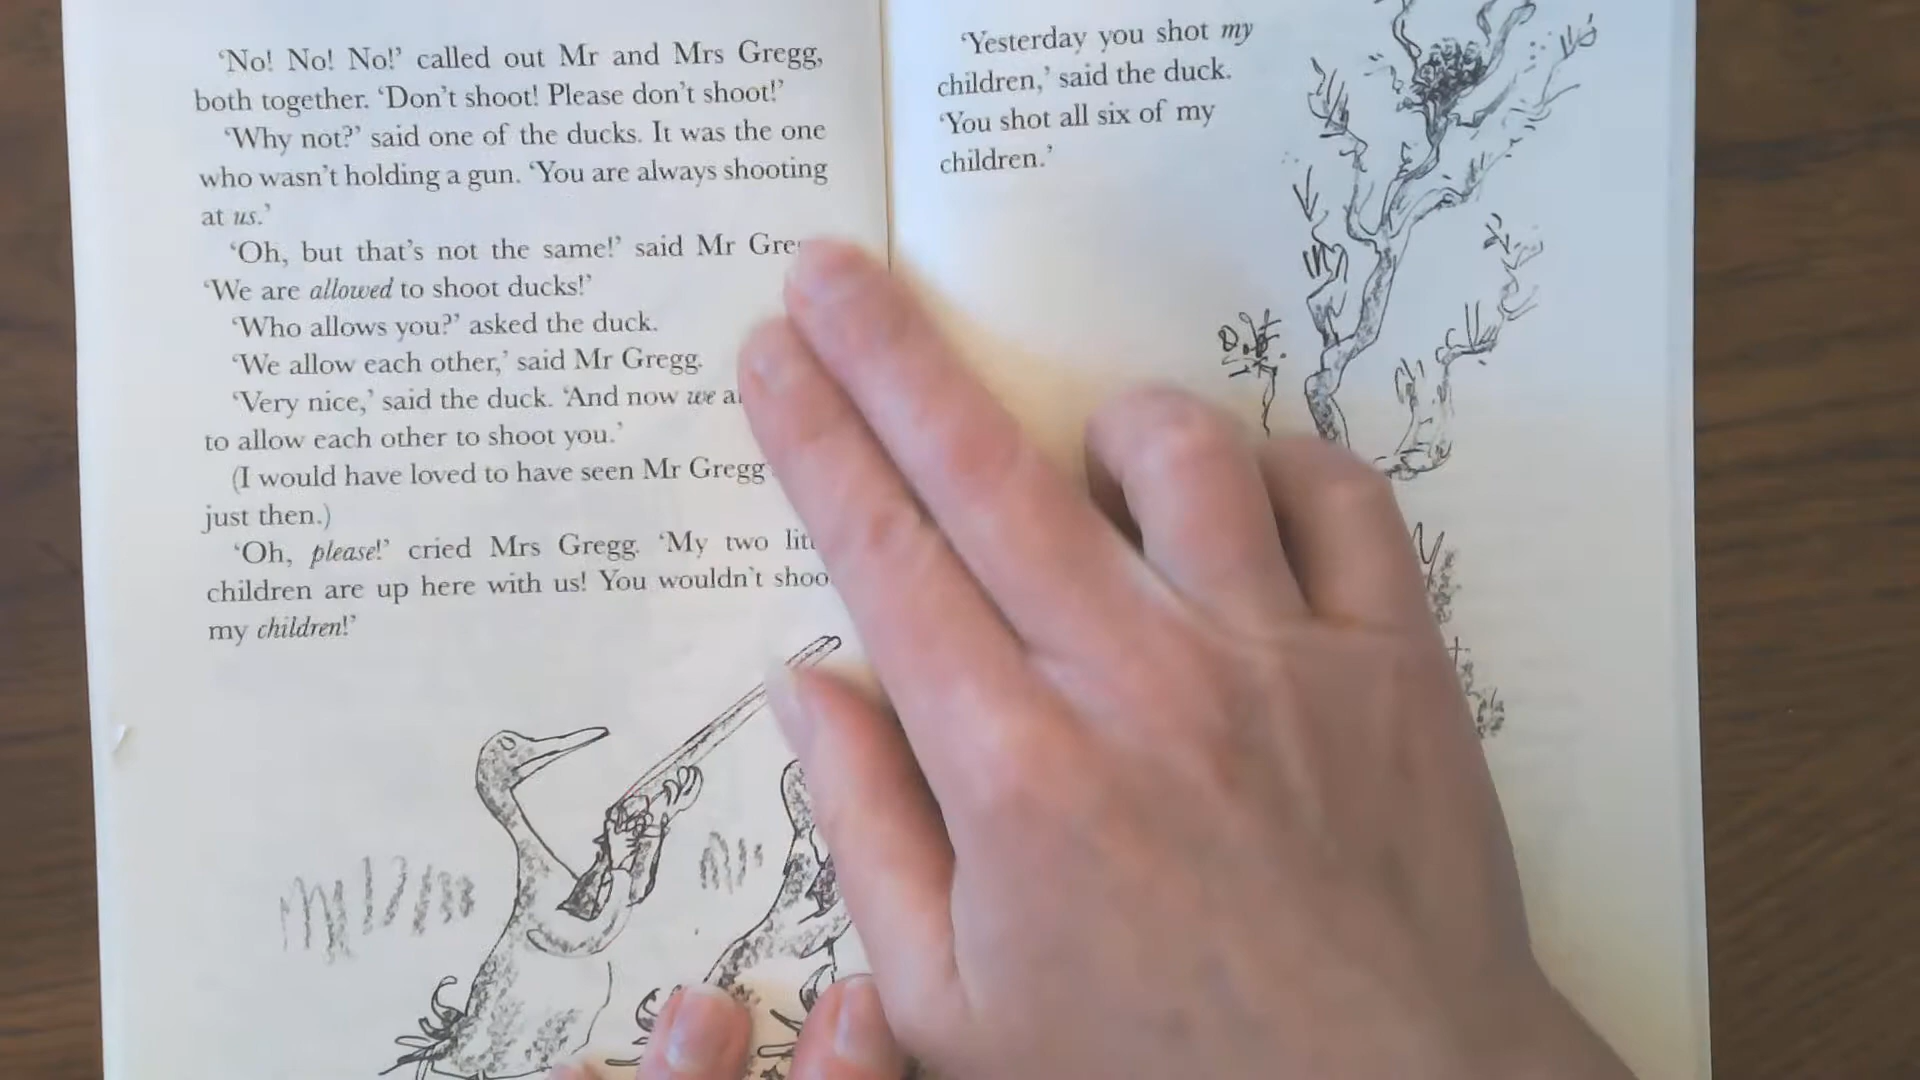 ‘No! No! No!’ called out Mr and Mrs Gregg,
both together. ‘Don't shoot! Please don't shoot!’
‘Why not?’ said one of the ducks. It was the one
who wasn't holding a gun. ‘You are always shooting
at us.’
‘Oh, but that's not the same!’ said Mr
‘We are allowed to shoot ducks!’
‘Who allows you?’ asked the duck.
‘We allow each other,’ said Mr Gregg.
‘Very nice,’ said the duck. ‘And now we
to allow each other to shoot you.’
(I would have loved to have seen Mr Gregg
just then.)
‘Oh, please!’ cried Mrs Gregg. ‘My two
children are up here with us! You wouldn't
my children!’
‘Yesterday you shot my
children,’ said the duck.
‘You shot all six of my
children.’